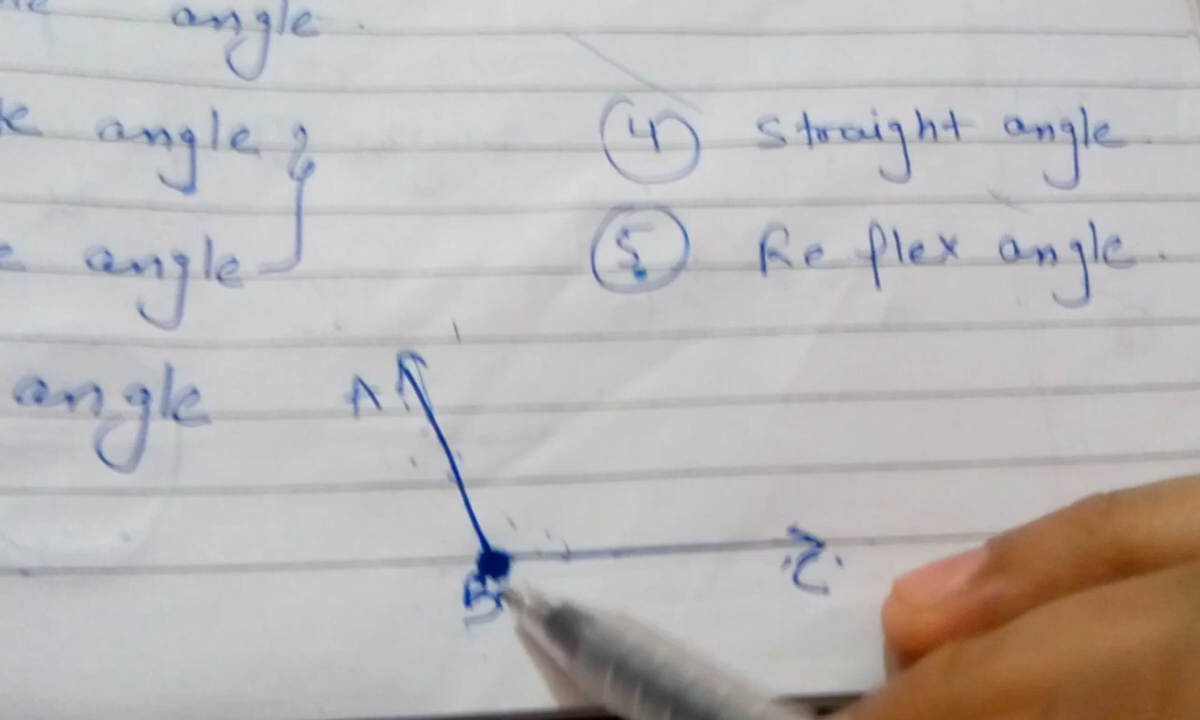 angle.
angle
④ Straight angle.
angle
⑤ Reflex angle.
angle
A
B
C